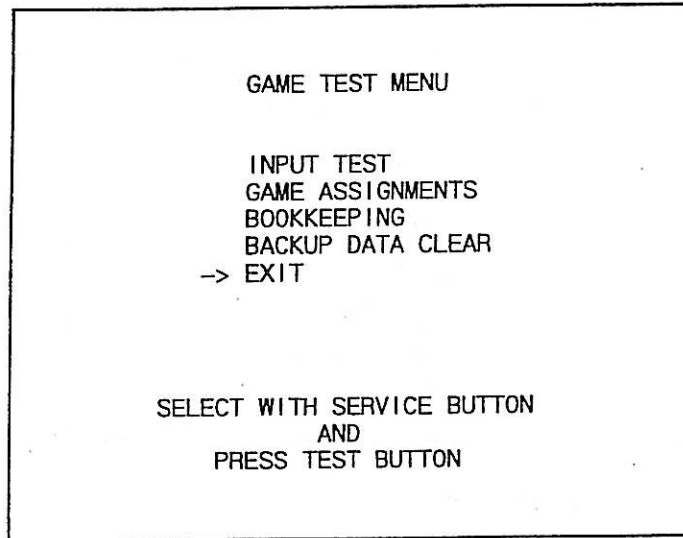 GAME TEST MENU
INPUT TEST
GAME ASSIGNMENTS
BOOKKEEPING
BACKUP DATA CLEAR
-> EXIT
SELECT WITH SERVICE BUTTON
AND
PRESS TEST BUTTON